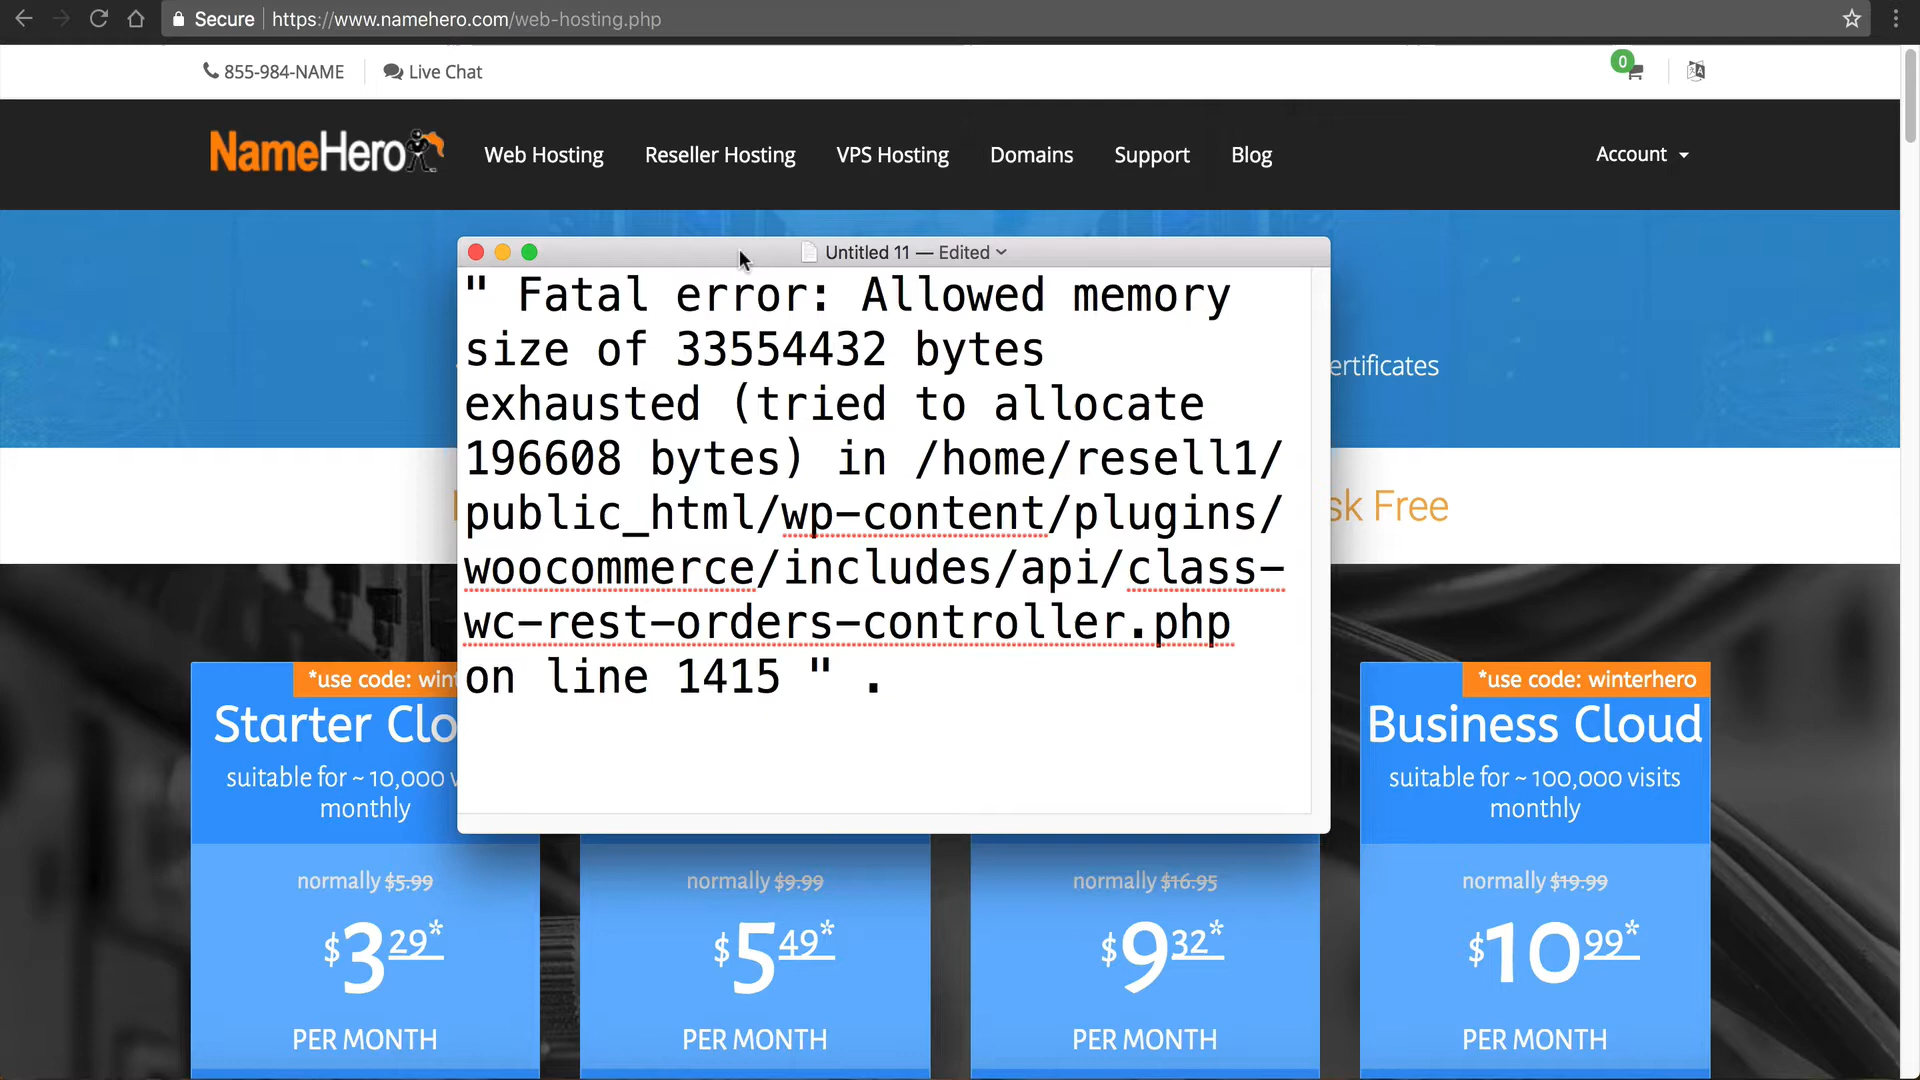 Secure
https://www.namehero.com/web-hosting.php
855-984-NAME
Live Chat
0
NameHero
Web Hosting
Reseller Hosting
VPS Hosting
Domains
Support
Blog
Account
Untitled 11 — Edited
" Fatal error: Allowed memory
size of 33554432 bytes
exhausted (tried to allocate
196608 bytes) in /home/resell1/
public_html/wp-content/plugins/
woocommerce/includes/api/class-
wc-rest-orders-controller.php
on line 1415 " .
ertificates
sk Free
*use code: win
Starter Clo
suitable for ~ 10,000 v
monthly
normally $5.99
$3 29*
PER MONTH
normally $9.99
$5 49*
PER MONTH
normally $16.95
$9 32*
PER MONTH
*use code: winterhero
Business Cloud
suitable for ~ 100,000 visits
monthly
normally $19.99
$10 99*
PER MONTH